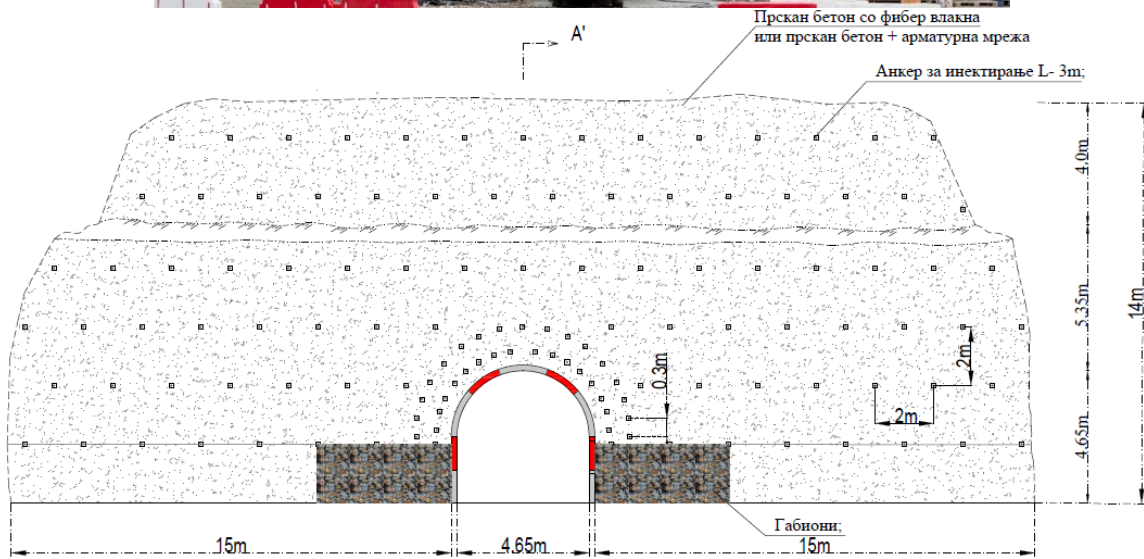 Прскан бетон со фибер влакна
или прскан бетон + арматурна мрежа
A'
Анкер за инектирање L- 3m;
4.0m
5.35m
14m
2m
0.3m
2m
4.65m
Габиони;
15m
4.65m
15m